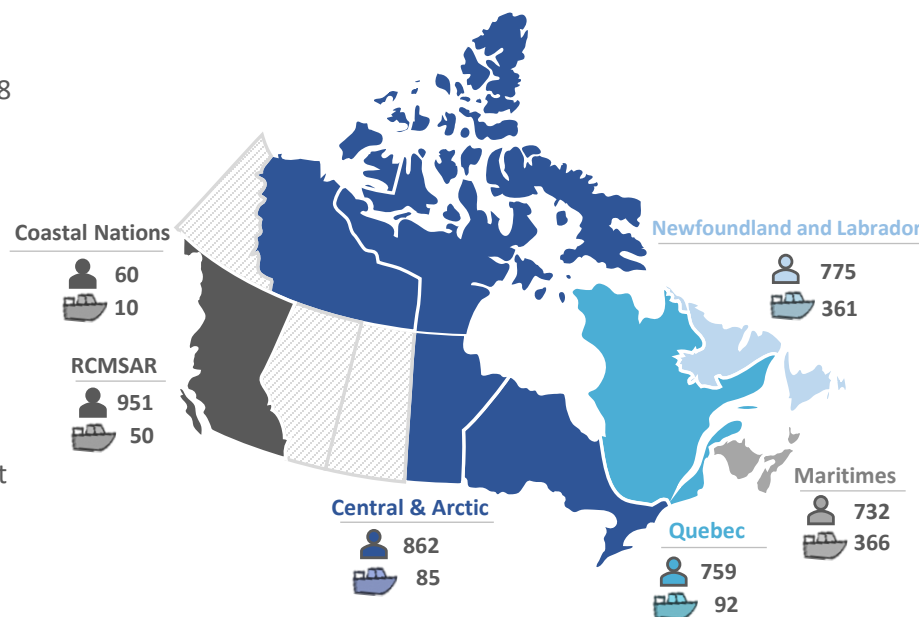 8
Coastal Nations
60
10
RCMSAR
951
50
t
Newfoundland and Labrador
775
361
Maritimes
732
366
Central & Arctic
862
85
Quebec
759
92